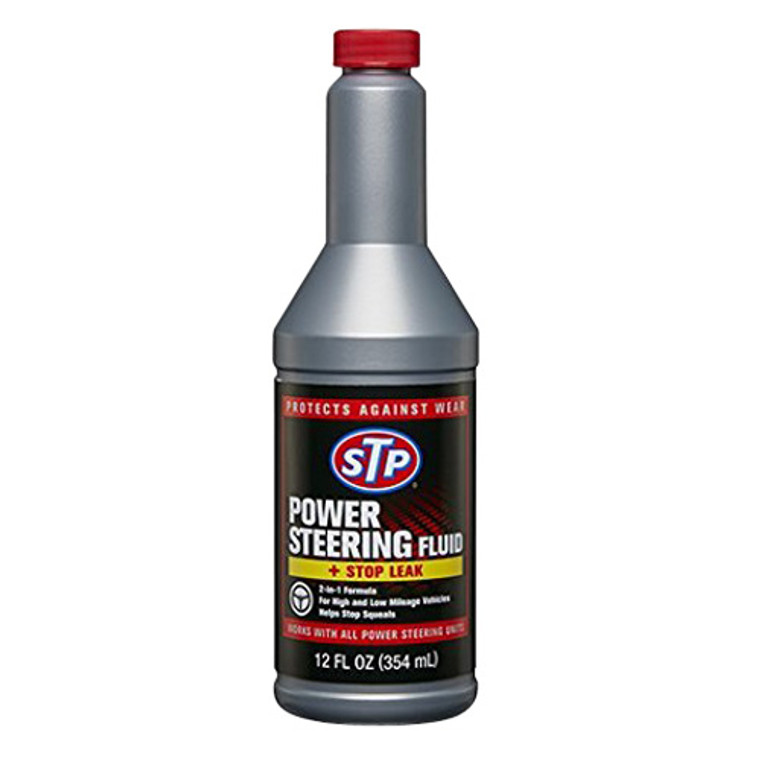 PROTECTS AGAINST WEAR
STP
POWER
STEERING FLUID
+ STOP LEAK
2-in-1 Formula
For High and Low Mileage Vehicles
Helps Stop Squeals
WORKS WITH ALL POWER STEERING UNITS
12 FL OZ (354 mL)